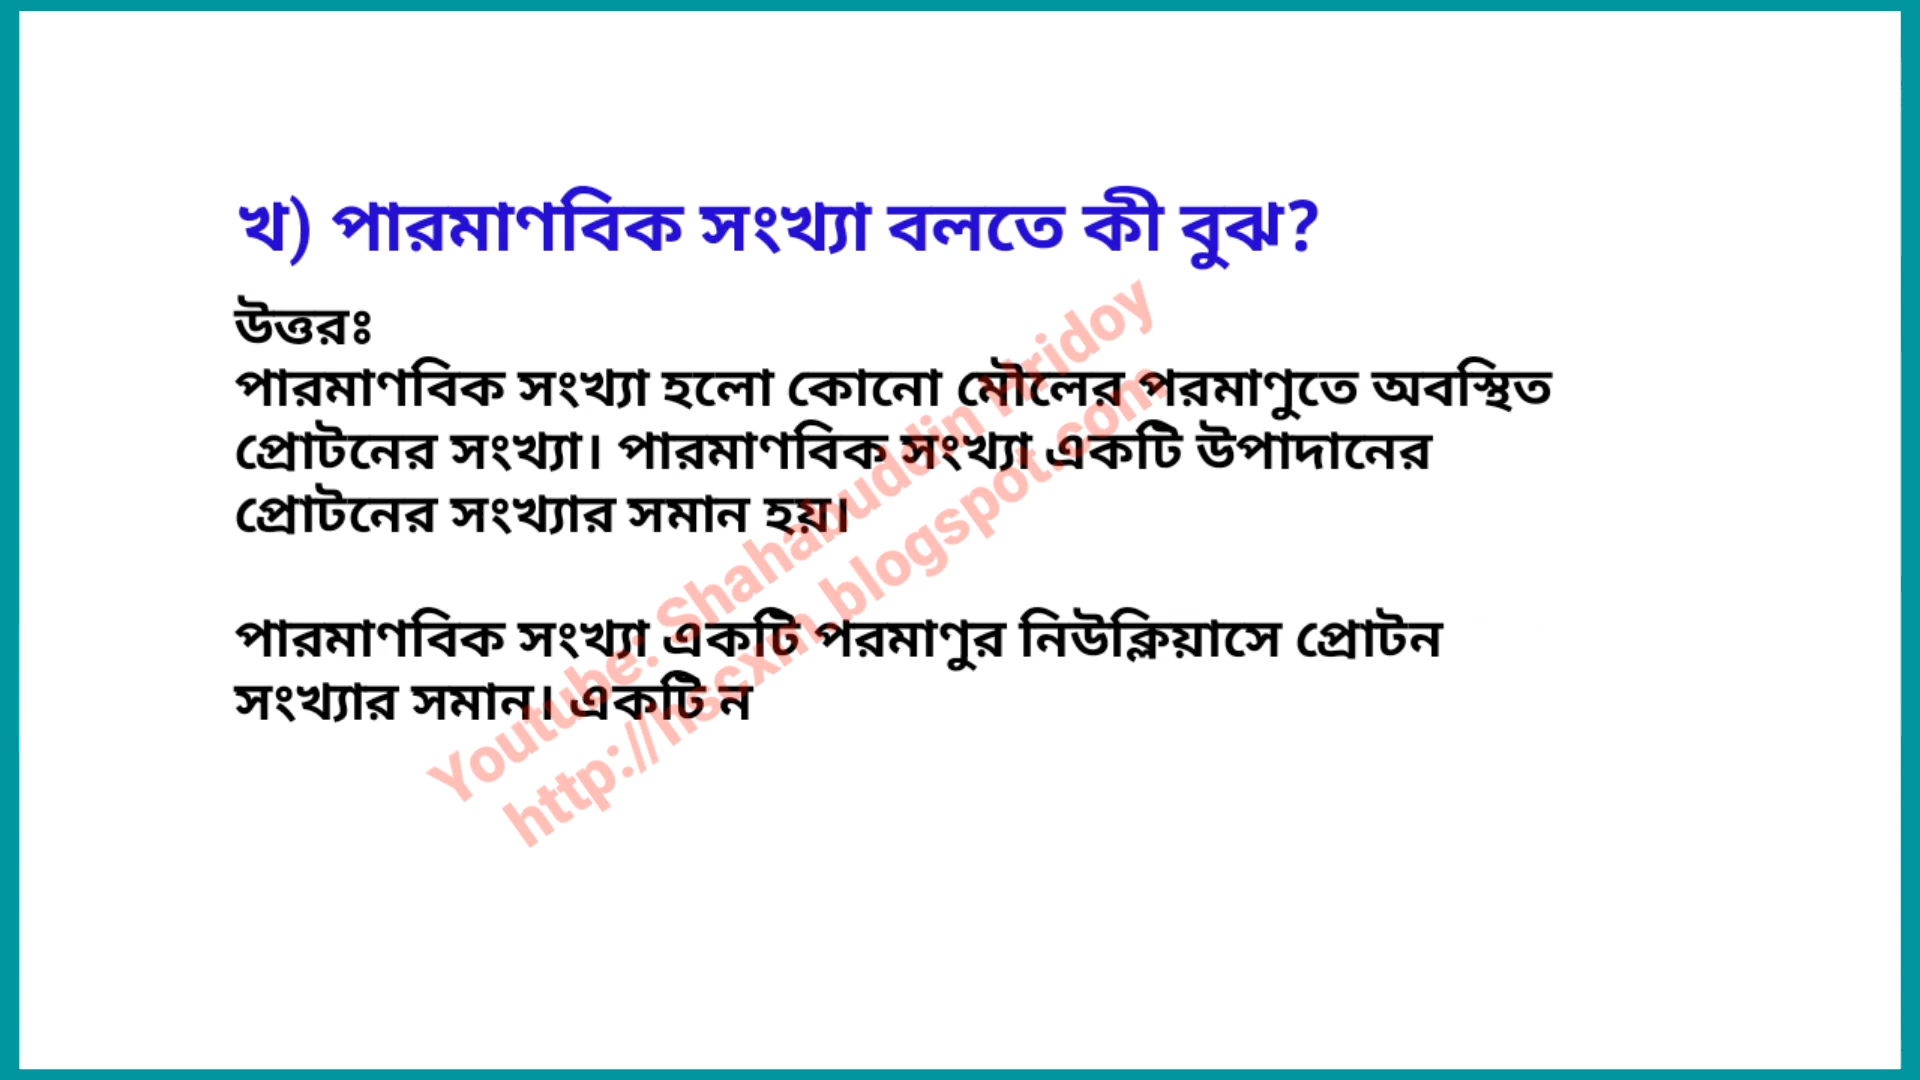 খ) পারমাণবিক সংখ্যা বলতে কী বুঝ?
উত্তরঃ
পারমাণবিক সংখ্যা হলো কোনো মৌলের পরমাণুতে অবস্থিত
প্রোটনের সংখ্যা। পারমাণবিক সংখ্যা একটি উপাদানের
প্রোটনের সংখ্যার সমান হয়।
পারমাণবিক সংখ্যা একটি পরমাণুর নিউক্লিয়াসে প্রোটন
সংখ্যার সমান। একটি ন
Youtube: Shahabuddin Hridoy
http://hscxm.blogspot.com